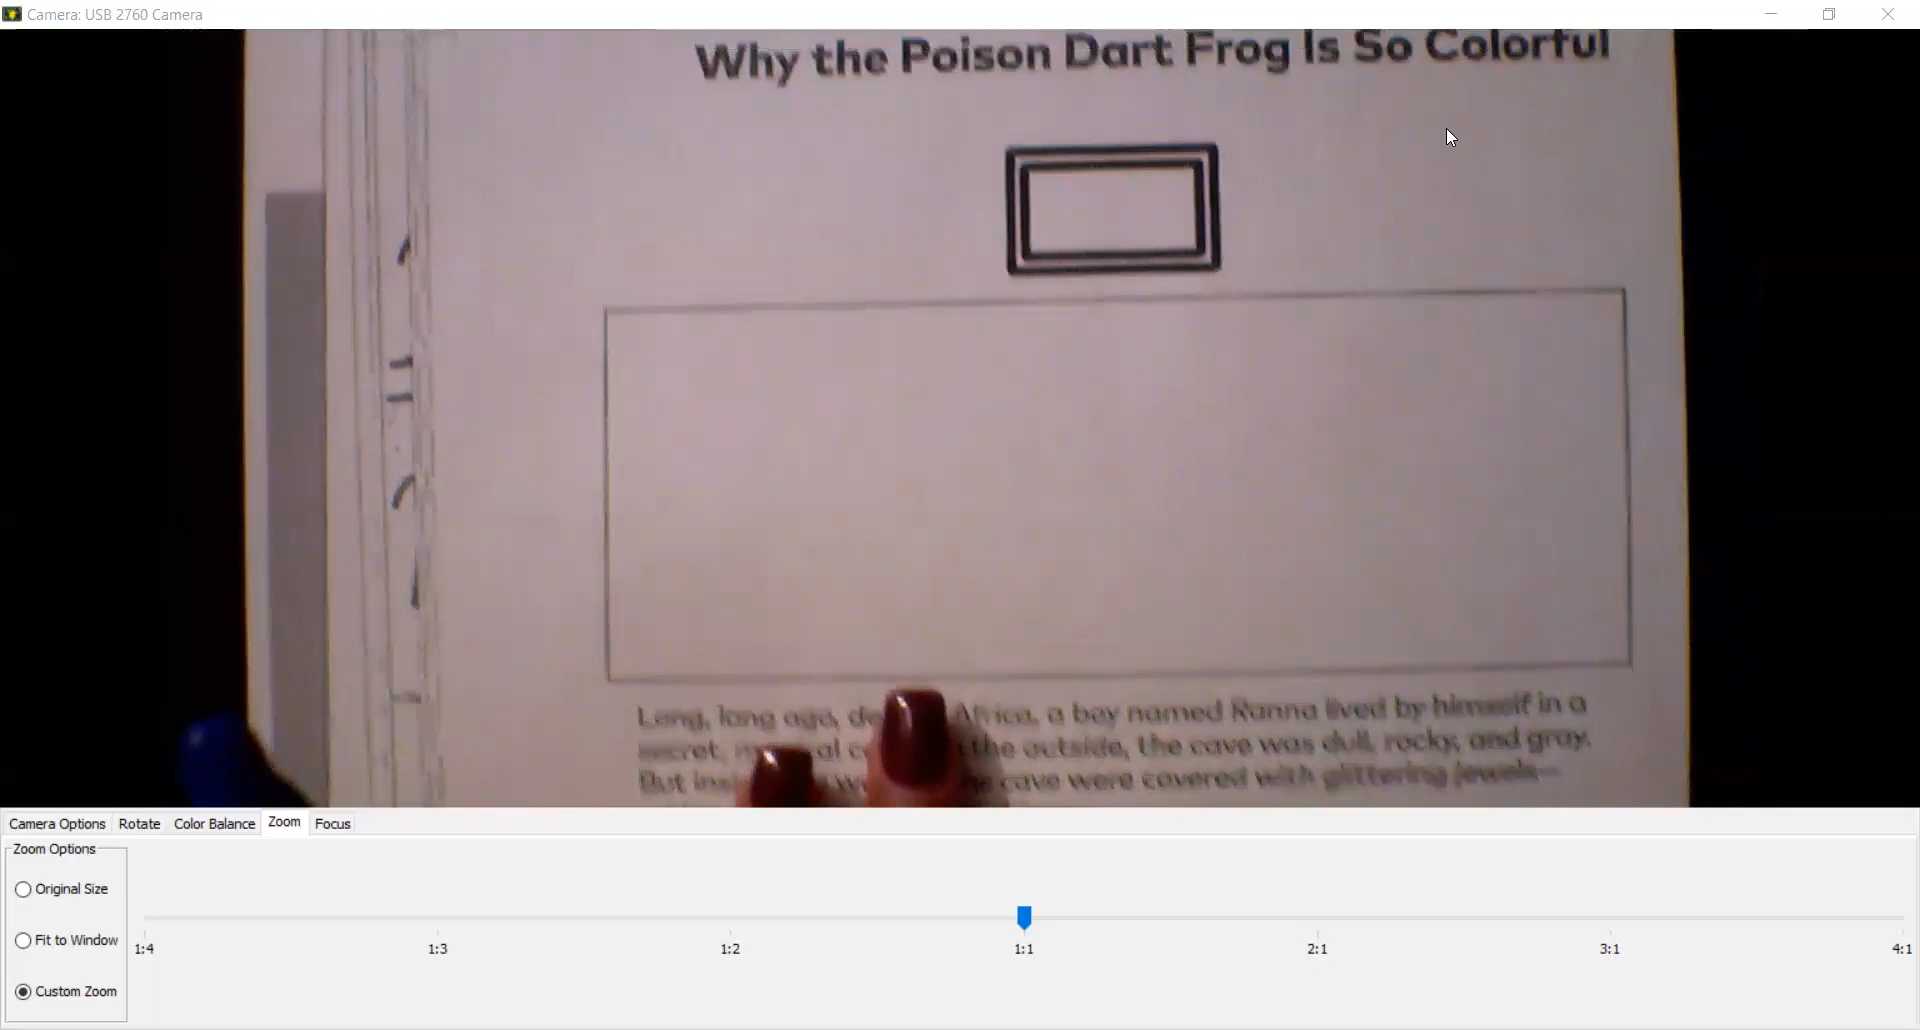 Camera: USB 2760 Camera
Why the Poison Dart Frog Is So Colorful
Long, long ago, Africa, a boy named Ranna lived by himself in a
secret, the outside, the cave was dull, rocky, and gray.
But cave were covered with glittering jewels—
Camera Options Rotate Color Balance Zoom Focus
Zoom Options
Original Size
Fit to Window
Custom Zoom
1:4 1:3 1:2 1:1 2:1 3:1 4:1